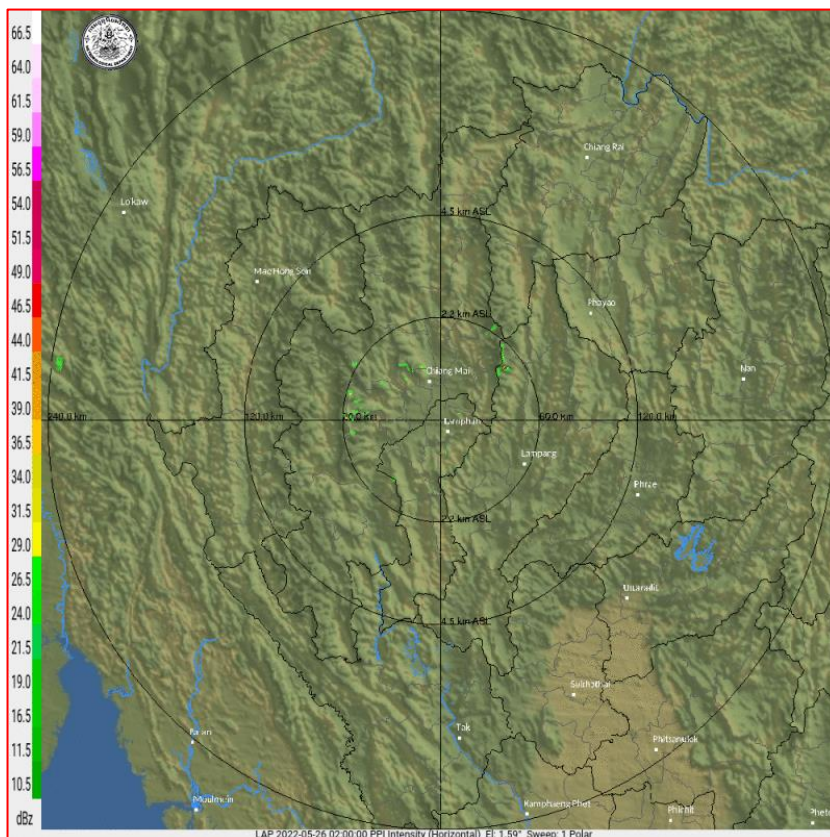 66.5
64.0
61.5
59.0
56.5
54.0
51.5
49.0
46.5
44.0
41.5
39.0
36.5
34.0
31.5
29.0
26.5
24.0
21.5
19.0
16.5
11.5
10.5
dBz
Chiang Rai
Loikaw
4.5 km ASL
Mae Hong Son
Phayao
2.2 km ASL
Chiang Mai
Nan
240.0 km
120.0 km
60.0 km
120.0 km
Lamphun
Lampang
Phrae
2.2 km ASL
Uttaradit
4.5 km ASL
Sukhothai
Tak
Pa-an
Phitsanulok
Moulmein
Kamphaeng Phet
Phichit
Phet
LAP 2022-05-26 02:00:00 PPI Intensity (Horizontal) El: 1.59° Sweep: 1 Polar